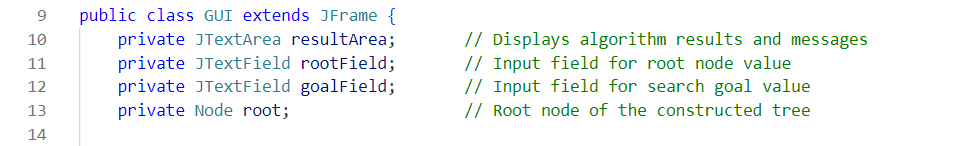 9 public class GUI extends JFrame {
10 private JTextArea resultArea; // Displays algorithm results and messages
11 private JTextField rootField; // Input field for root node value
12 private JTextField goalField; // Input field for search goal value
13 private Node root; // Root node of the constructed tree
14